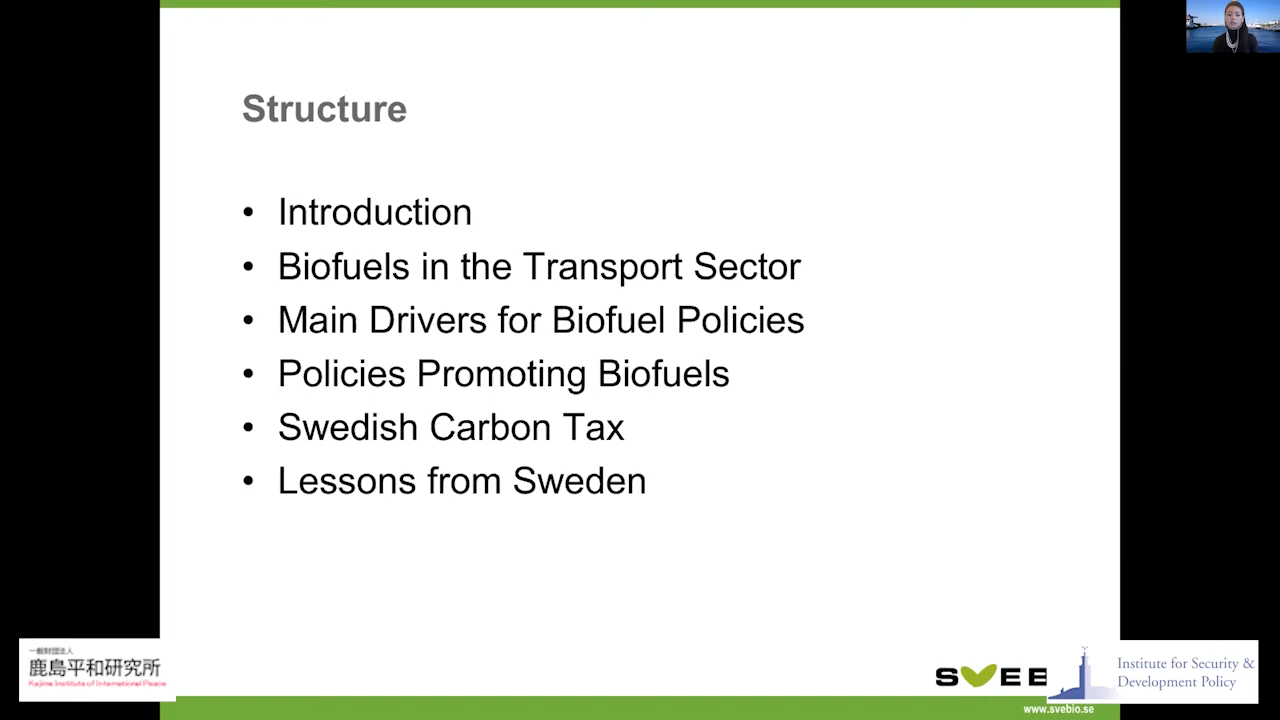 Structure
• Introduction
• Biofuels in the Transport Sector
• Main Drivers for Biofuel Policies
• Policies Promoting Biofuels
• Swedish Carbon Tax
• Lessons from Sweden
一般財団法人
鹿島平和研究所
Kajima Institute of International Peace
SVEB
www.svebio.se
Institute for Security &
Development Policy